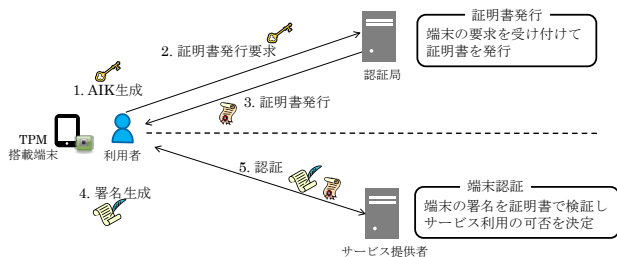 証明書発行
端末の要求を受け付けて
証明書を発行
2. 証明書発行要求
認証局
1. AIK生成
3. 証明書発行
TPM
搭載端末
利用者
5. 認証
4. 署名生成
端末認証
端末の署名を証明書で検証し
サービス利用の可否を決定
サービス提供者